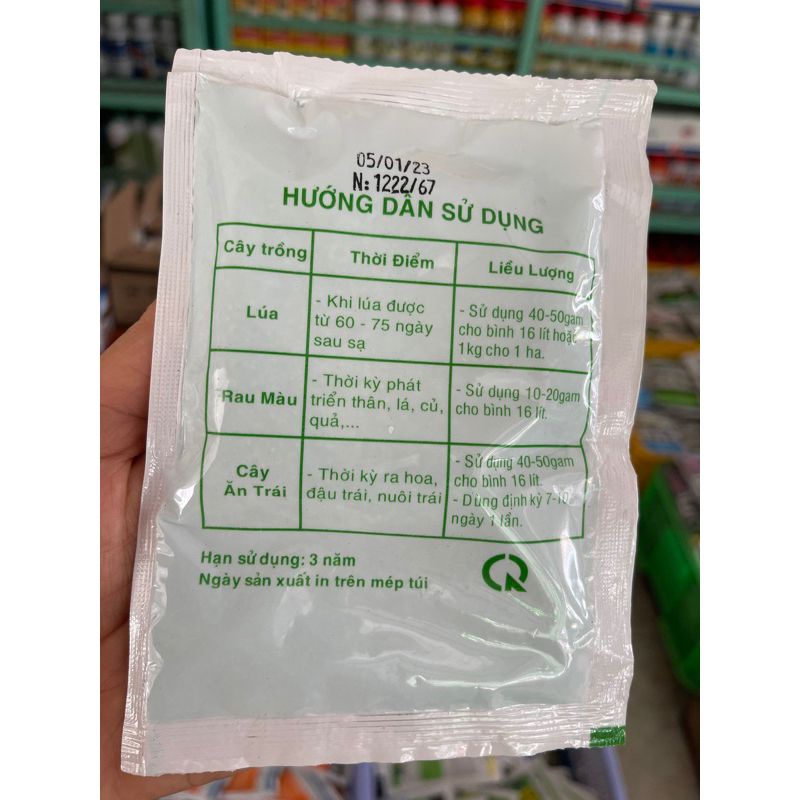 05/01/23
N: 1222/67
HƯỚNG DẪN SỬ DỤNG
Cây trồng
Thời Điểm
Liều Lượng
Lúa
- Khi lúa được
từ 60 - 75 ngày
sau sạ
- Sử dụng 40-50gam
cho bình 16 lít hoặc
1kg cho 1 ha.
Rau Màu
- Thời kỳ phát
triển thân, lá, củ,
quả,...
- Sử dụng 10-20gam
cho bình 16 lít.
Cây
Ăn Trái
- Thời kỳ ra hoa,
đậu trái, nuôi trái
- Sử dụng 40-50gam
cho bình 16 lít.
- Dùng định kỳ 7-10
ngày 1 lần.
Hạn sử dụng: 3 năm
Ngày sản xuất in trên mép túi